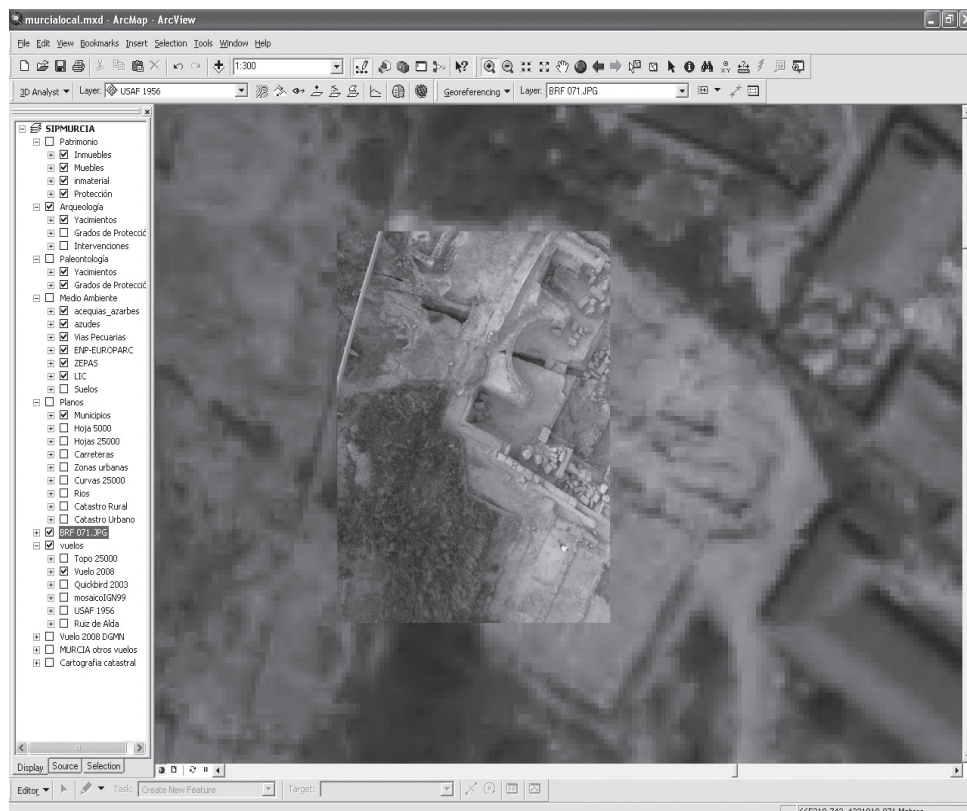 murcialocal.mxd - ArcMap - ArcView
File Edit View Bookmarks Insert Selection Tools Window Help
1:300
3D Analyst Layer: USAF 1956 Georeferencing Layer: BRF 071.JPG
SIPMURCIA
Patrimonio
Inmuebles
Muebles
inmaterial
Protección
Arqueología
Yacimientos
Grados de Protecció
Intervenciones
Paleontología
Yacimientos
Grados de Protecció
Medio Ambiente
acequias_azarbes
azudes
Vias Pecuarias
ENP-EUROPARC
ZEPAS
LIC
Suelos
Planos
Municipios
Hoja 5000
Hojas 25000
Carreteras
Zonas urbanas
Curvas 25000
Rios
Catastro Rural
Catastro Urbano
BRF 071.JPG
vuelos
Topo 25000
Vuelo 2008
Quickbird 2003
mosaicoIGN99
USAF 1956
Ruiz de Alda
Vuelo 2008 DGMN
MURCIA otros vuelos
Cartografia catastral
Display Source Selection
Editor Task: Create New Feature Target: